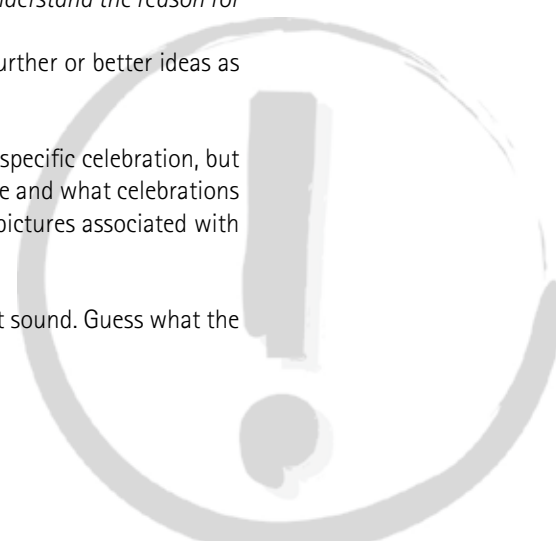 nderstand the reason for
urther or better ideas as
specific celebration, but
e and what celebrations
pictures associated with
t sound. Guess what the